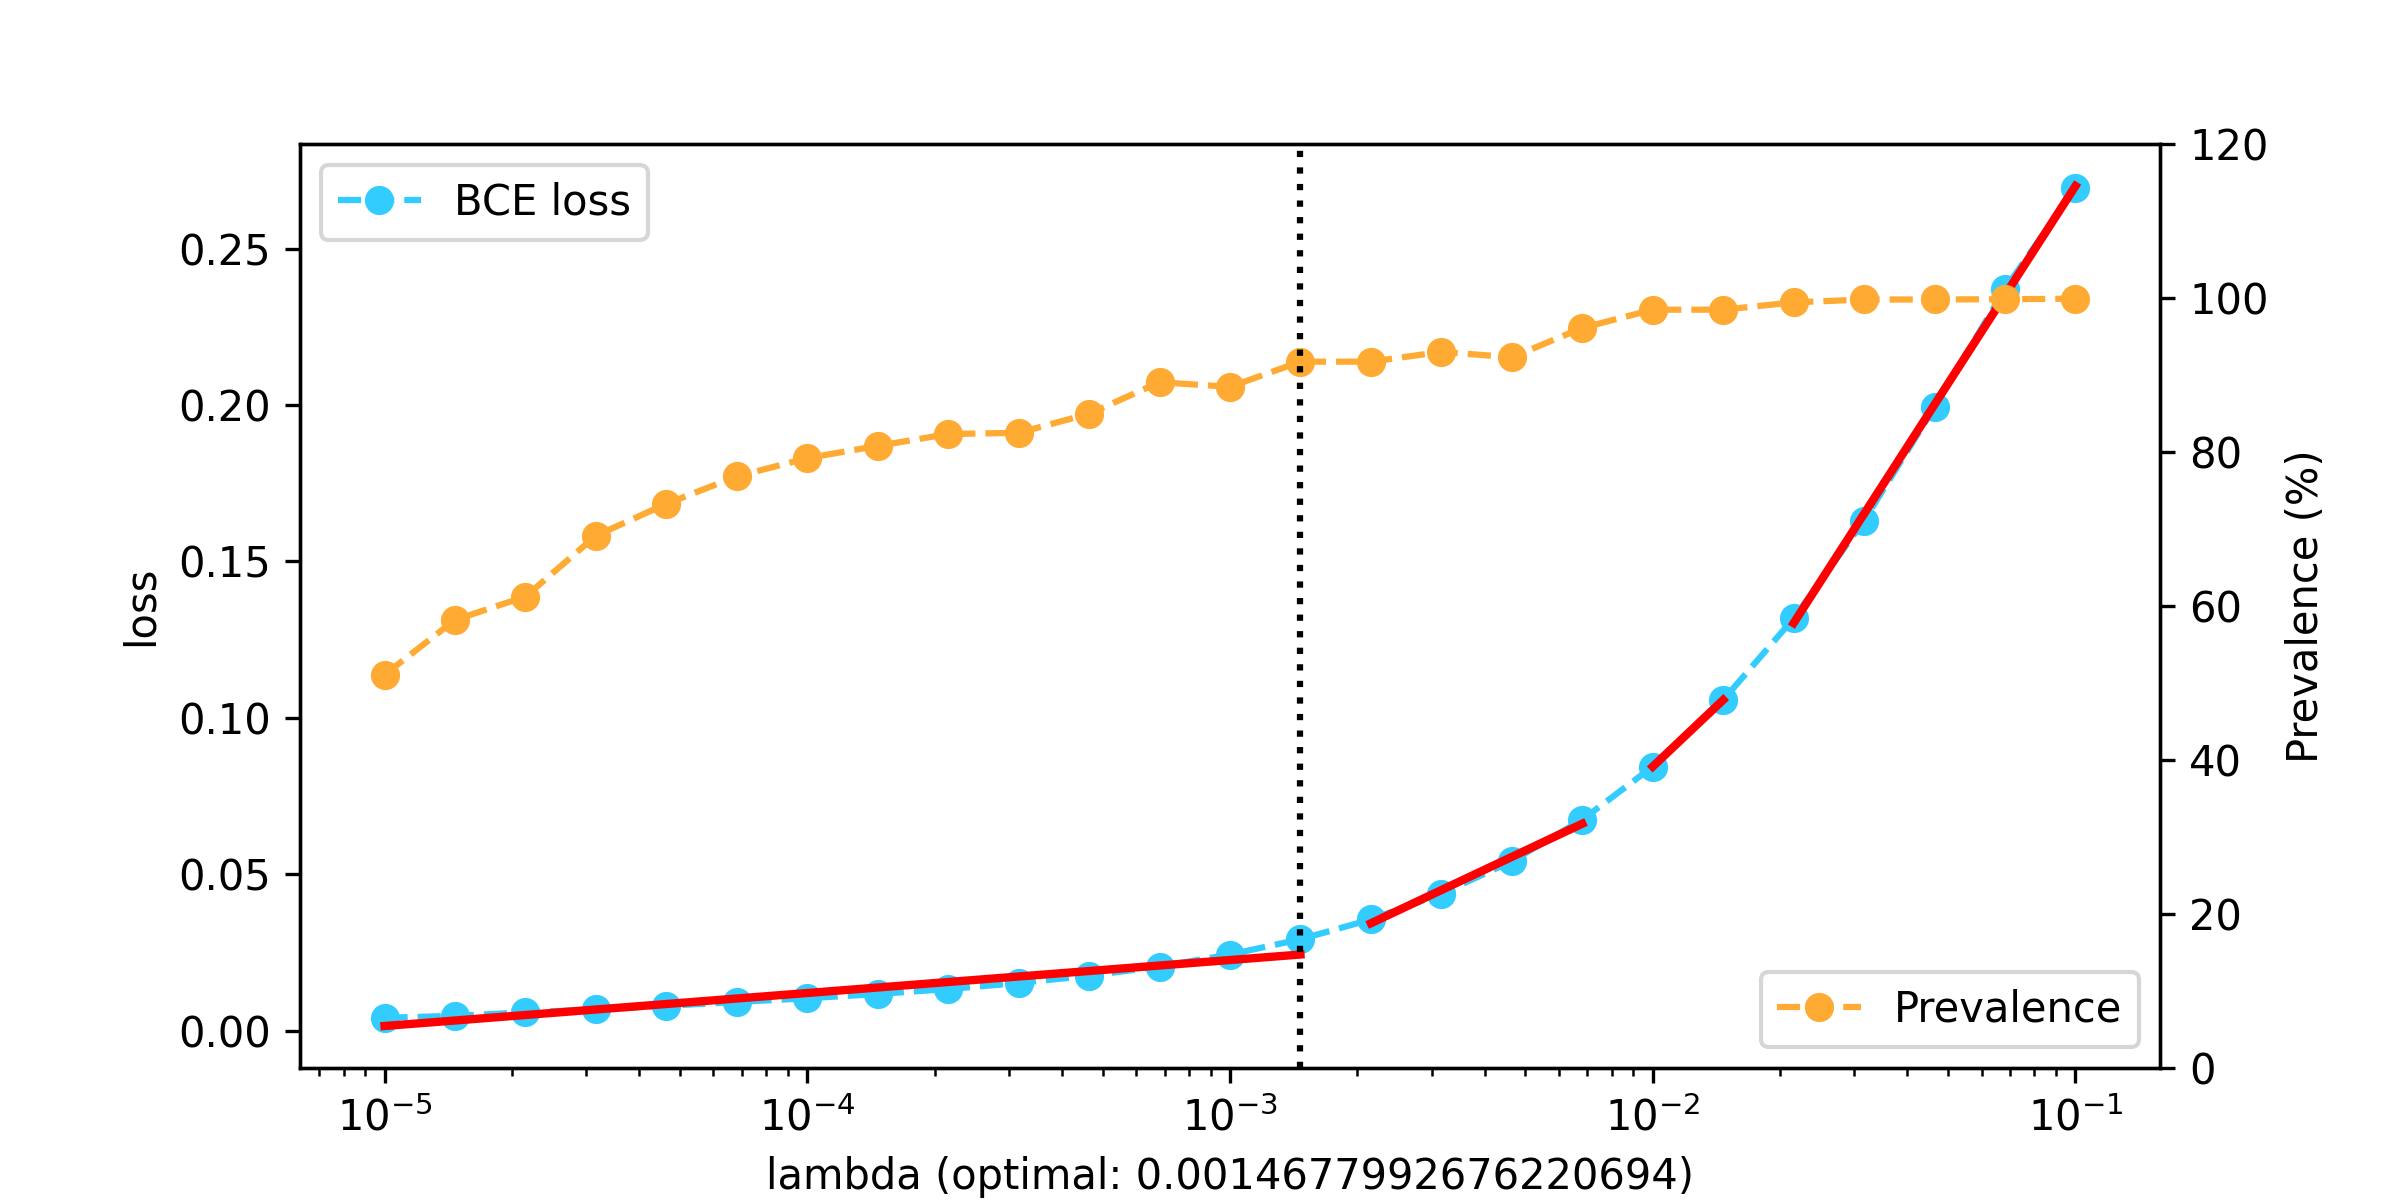 120
BCE loss
0.25
100
0.20
80
0.15
60
loss
Prevalence (%)
0.10
40
0.05
20
Prevalence
0.00
0
10⁻⁵ 10⁻⁴ 10⁻³ 10⁻² 10⁻¹
lambda (optimal: 0.0014677992676220694)